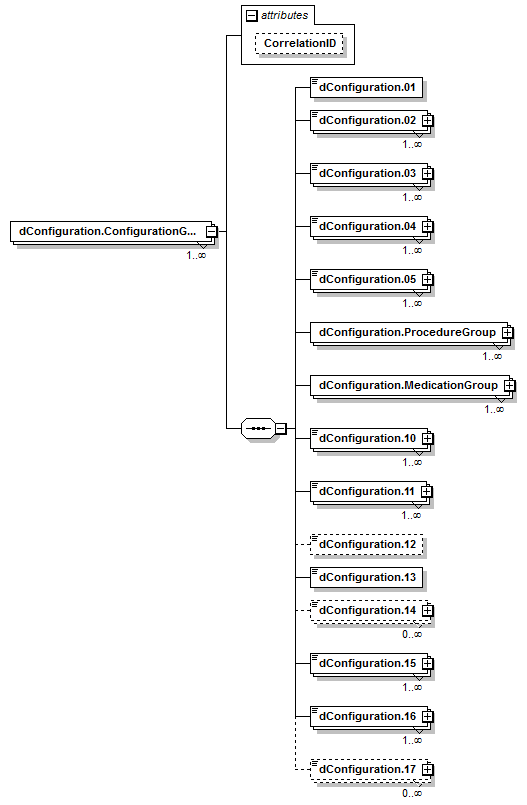 attributes
CorrelationID
dConfiguration.01
dConfiguration.02
1..∞
dConfiguration.03
1..∞
dConfiguration.04
1..∞
dConfiguration.ConfigurationG...
1..∞
dConfiguration.05
1..∞
dConfiguration.ProcedureGroup
1..∞
dConfiguration.MedicationGroup
1..∞
dConfiguration.10
1..∞
dConfiguration.11
1..∞
dConfiguration.12
dConfiguration.13
dConfiguration.14
0..∞
dConfiguration.15
1..∞
dConfiguration.16
1..∞
dConfiguration.17
0..∞